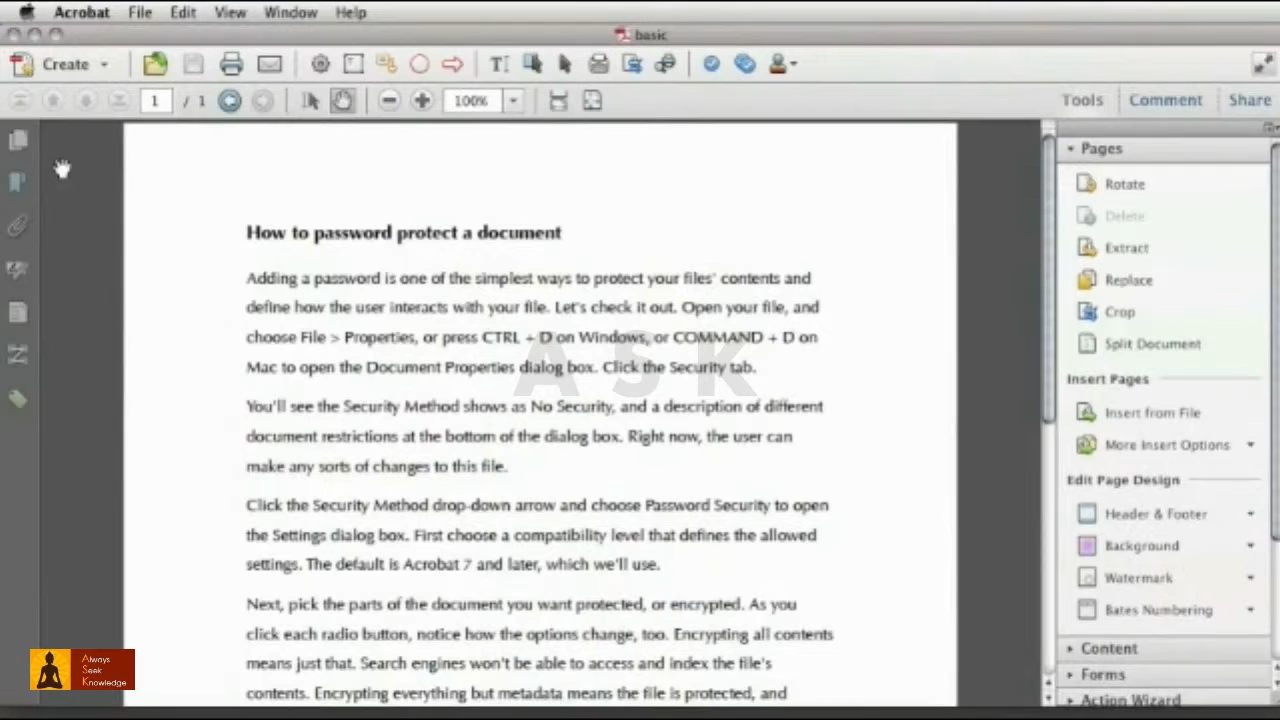 Acrobat File Edit View Window Help
basic
Create
1 / 1 100% Tools Comment Share
Pages
Rotate
Delete
Extract
Replace
Crop
Split Document
Insert Pages
Insert from File
More Insert Options
Edit Page Design
Header & Footer
Background
Watermark
Bates Numbering
Content
Forms
Action Wizard
How to password protect a document
Adding a password is one of the simplest ways to protect your files' contents and
define how the user interacts with your file. Let's check it out. Open your file, and
choose File > Properties, or press CTRL + D on Windows, or COMMAND + D on
Mac to open the Document Properties dialog box. Click the Security tab.
You'll see the Security Method shows as No Security, and a description of different
document restrictions at the bottom of the dialog box. Right now, the user can
make any sorts of changes to this file.
Click the Security Method drop-down arrow and choose Password Security to open
the Settings dialog box. First choose a compatibility level that defines the allowed
settings. The default is Acrobat 7 and later, which we'll use.
Next, pick the parts of the document you want protected, or encrypted. As you
click each radio button, notice how the options change, too. Encrypting all contents
means just that. Search engines won't be able to access and index the file's
contents. Encrypting everything but metadata means the file is protected, and
ASK
Always
Seek
Knowledge